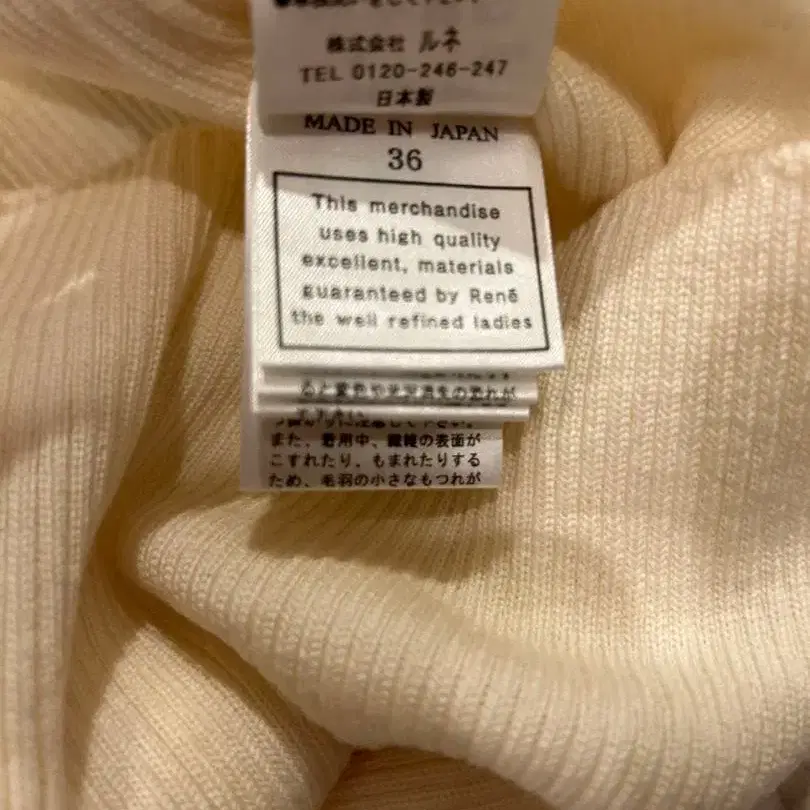 株式会社 ルネ
TEL 0120-246-247
日本製
MADE IN JAPAN
36
This merchandise
uses high quality
excellent, materials
guaranteed by René
the well refined ladies
下さい。
また、着用中、繊維の表面が
こすれたり、もまれたりする
ため、毛羽の小さなもつれが